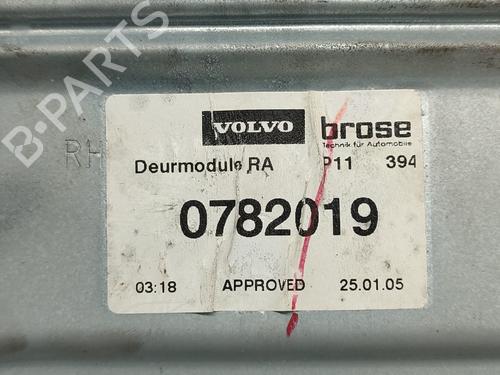 B-PARTS
RH
VOLVO brose
Technik für Automobile
Deurmodule RA P11 394
0782019
03:18 APPROVED 25.01.05